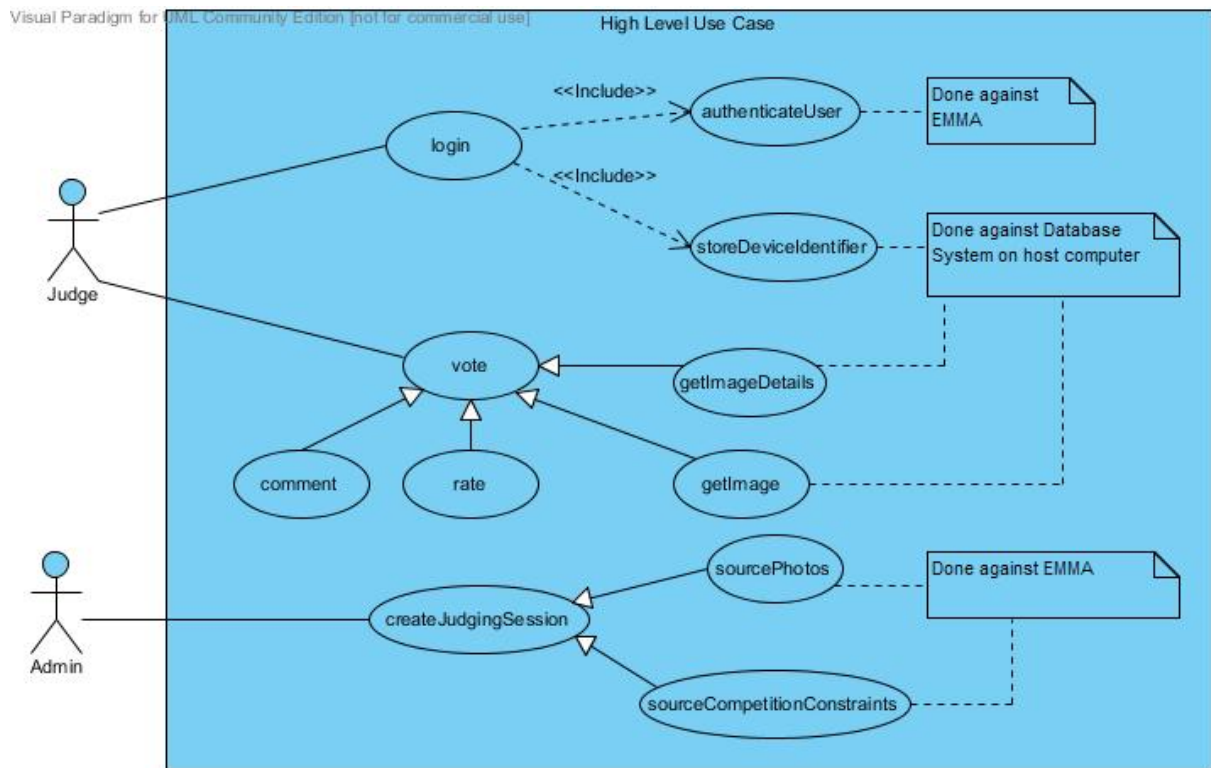 Visual Paradigm for UML Community Edition [not for commercial use]
High Level Use Case
<<Include>>
authenticateUser
Done against
EMMA
login
<<Include>>
storeDeviceIdentifier
Done against Database
System on host computer
Judge
vote
getImageDetails
comment
rate
getImage
sourcePhotos
Done against EMMA
createJudgingSession
Admin
sourceCompetitionConstraints